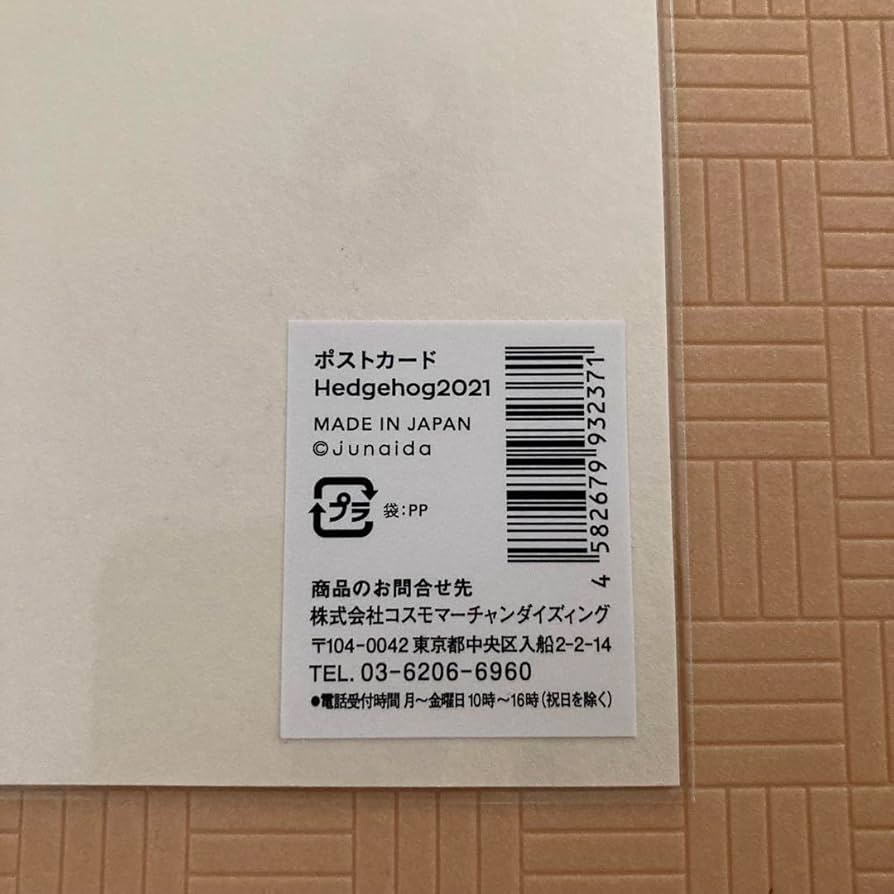 ポストカード
Hedgehog2021
MADE IN JAPAN
©junaida
プラ 袋:PP
4 582679 932371
商品のお問合せ先
株式会社コスモマーチャンダイズィング
〒104-0042 東京都中央区入船2-2-14
TEL. 03-6206-6960
●電話受付時間 月～金曜日10時～16時(祝日を除く)